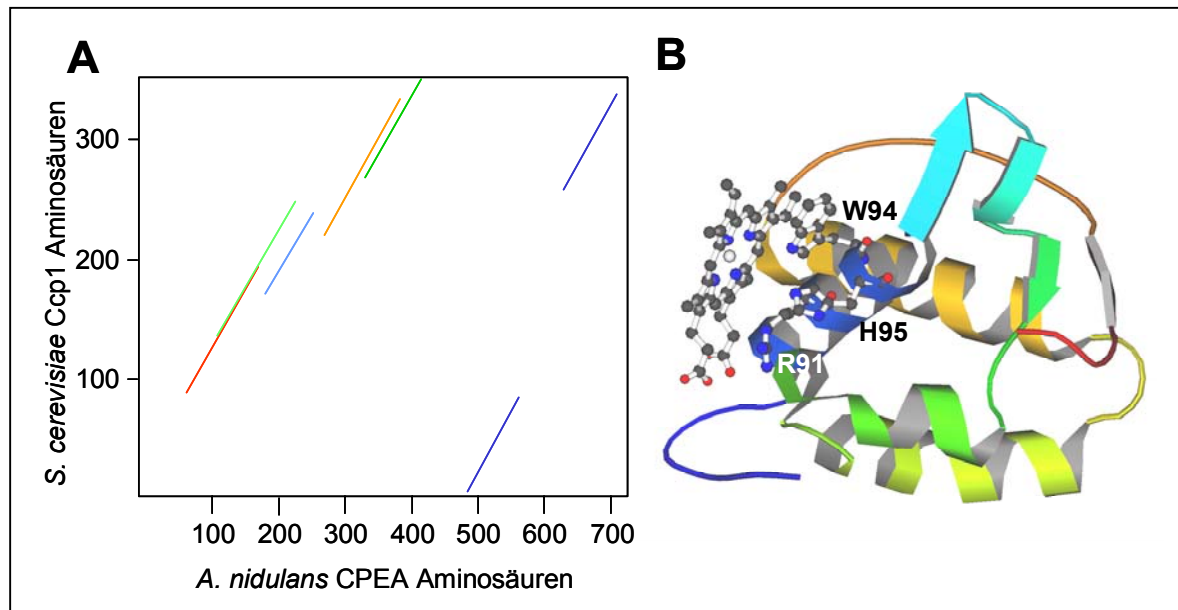 A
S. cerevisiae Ccp1 Aminosäuren
300
200
100
100 200 300 400 500 600 700
A. nidulans CPEA Aminosäuren
B
W94
H95
R91